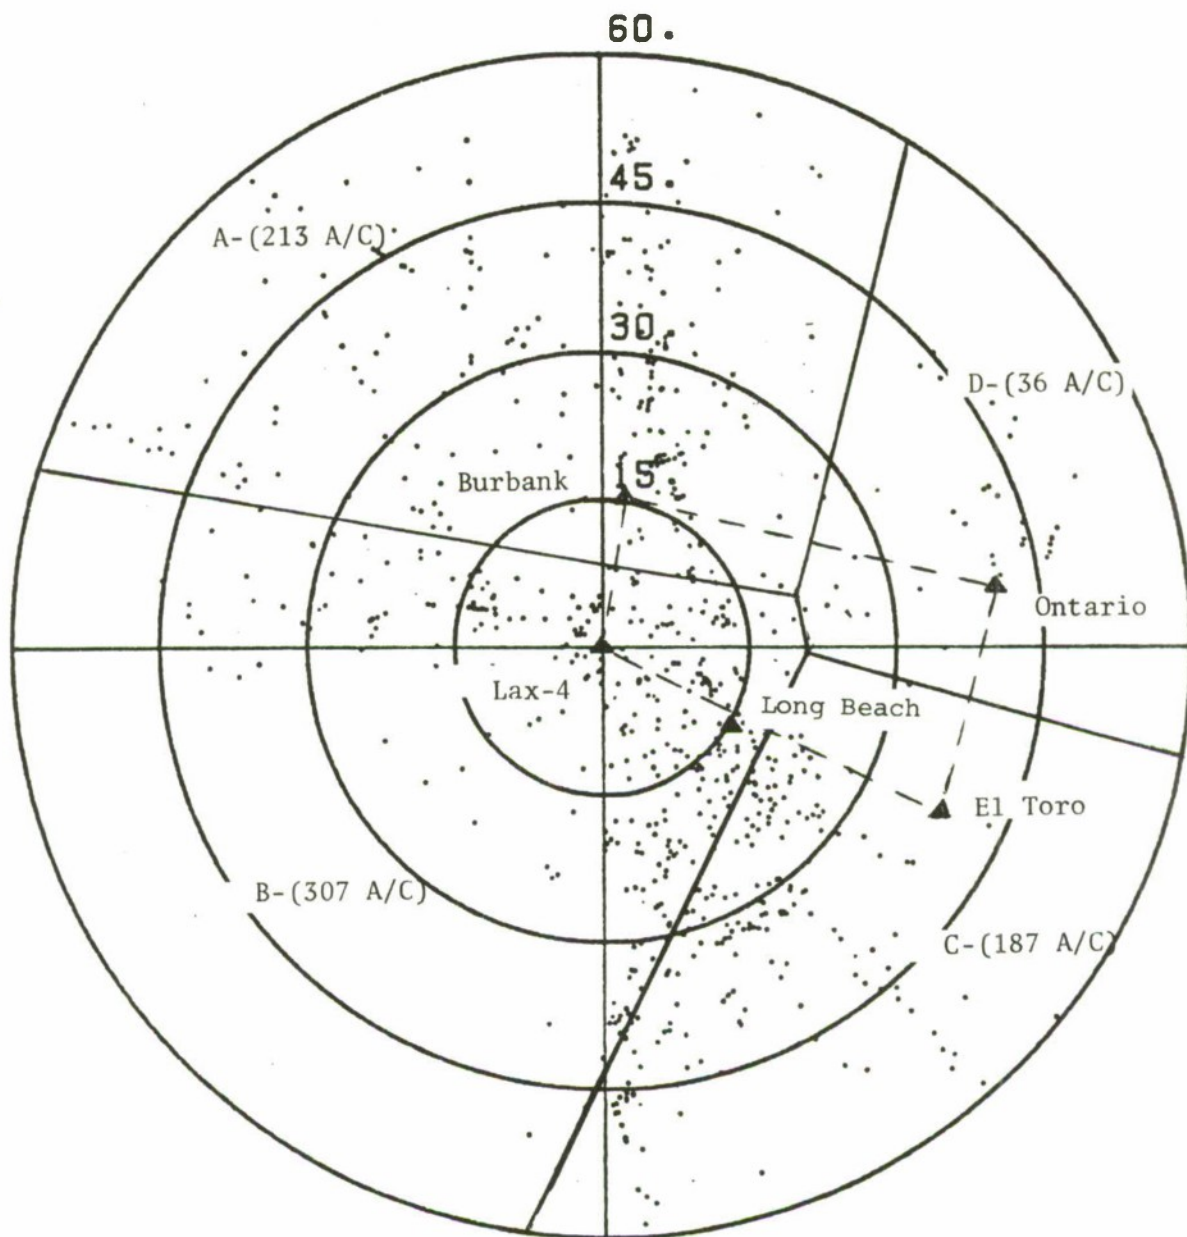 60.
45.
A-(213 A/C)
30.
D-(36 A/C)
15
Burbank
Ontario
Lax-4
Long Beach
El Toro
B-(307 A/C)
C-(187 A/C)